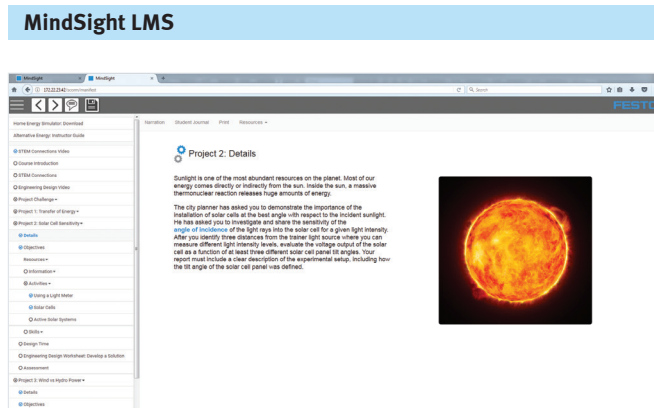 MindSight LMS
MindSight
MindSight
Search
FESTO
Home Energy Simulator: Download
Alternative Energy: Instructor Guide
STEM Connections Video
Course Introduction
STEM Connections
Engineering Design Video
Project Challenge
Project 1: Transfer of Energy
Project 2: Solar Cell Sensitivity
Details
Objectives
Resources
Information
Activities
Using a Light Meter
Solar Cells
Active Solar Systems
Skills
Design Time
Engineering Design Worksheet: Develop a Solution
Assessment
Project 3: Wind vs Hydro Power
Details
Objectives
Narration Student Journal Print Resources
Project 2: Details
Sunlight is one of the most abundant resources on the planet. Most of our
energy comes directly or indirectly from the sun. Inside the sun, a massive
thermonuclear reaction releases huge amounts of energy.
The city planner has asked you to demonstrate the importance of the
installation of solar cells at the best angle with respect to the incident sunlight.
He has asked you to investigate and share the sensitivity of the
angle of incidence of the light rays into the solar cell for a given light intensity.
After you identify three distances from the trainer light source where you can
measure different light intensity levels, evaluate the voltage output of the solar
cell as a function of at least three different solar cell panel tilt angles. Your
report must include a clear description of the experimental setup, including how
the tilt angle of the solar cell panel was defined.